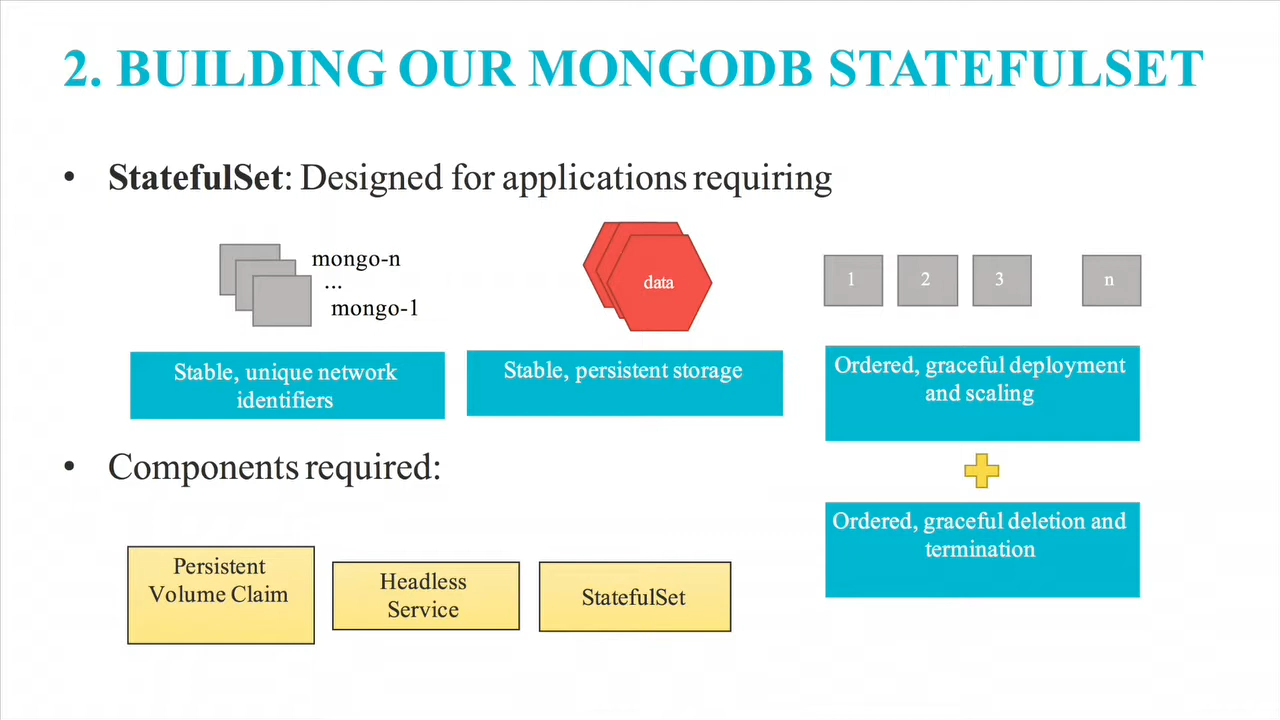 2. BUILDING OUR MONGODB STATEFULSET
• StatefulSet: Designed for applications requiring
mongo-n
...
mongo-1
data
1
2
3
n
Stable, unique network
identifiers
Stable, persistent storage
Ordered, graceful deployment
and scaling
Ordered, graceful deletion and
termination
• Components required:
Persistent
Volume Claim
Headless
Service
StatefulSet